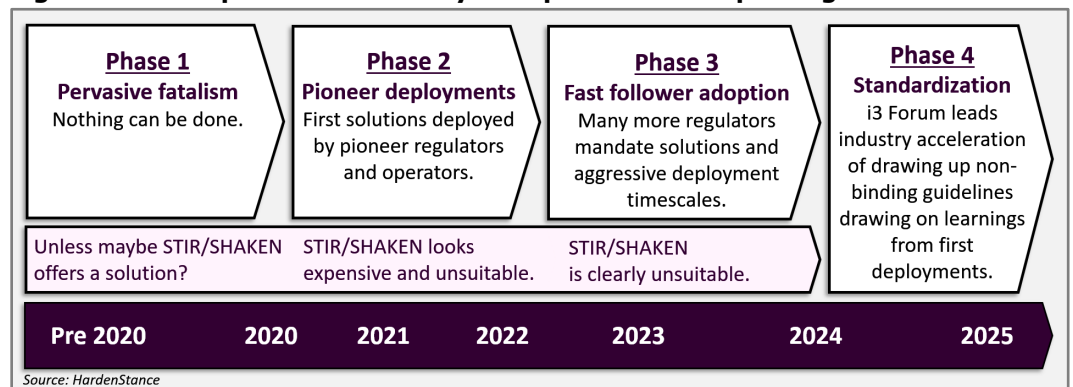 Phase 1
Pervasive fatalism
Nothing can be done.
Phase 2
Pioneer deployments
First solutions deployed
by pioneer regulators
and operators.
Phase 3
Fast follower adoption
Many more regulators
mandate solutions and
aggressive deployment
timescales.
Phase 4
Standardization
i3 Forum leads
industry acceleration
of drawing up non-
binding guidelines
drawing on learnings
from first
deployments.
Unless maybe STIR/SHAKEN
offers a solution?
STIR/SHAKEN looks
expensive and unsuitable.
STIR/SHAKEN
is clearly unsuitable.
Pre 2020 2020 2021 2022 2023 2024 2025
Source: HardenStance